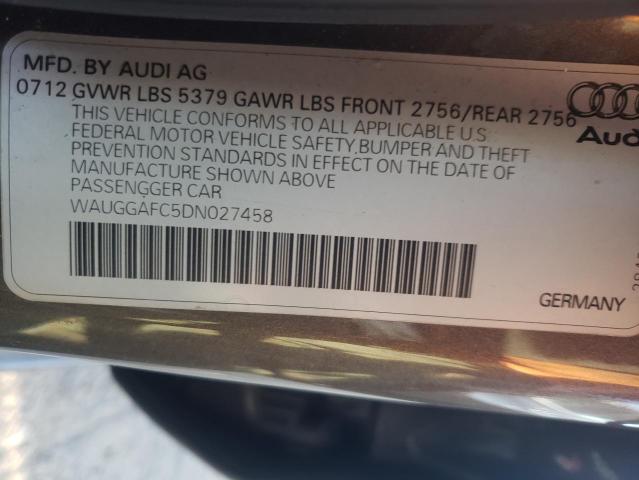 MFD. BY AUDI AG
0712 GVWR LBS 5379 GAWR LBS FRONT 2756/REAR 2756
THIS VEHICLE CONFORMS TO ALL APPLICABLE U.S
FEDERAL MOTOR VEHICLE SAFETY,BUMPER AND THEFT
PREVENTION STANDARDS IN EFFECT ON THE DATE OF
MANUFACTURE SHOWN ABOVE
PASSENGGER CAR
WAUGGAFC5DN027458
Audi
GERMANY